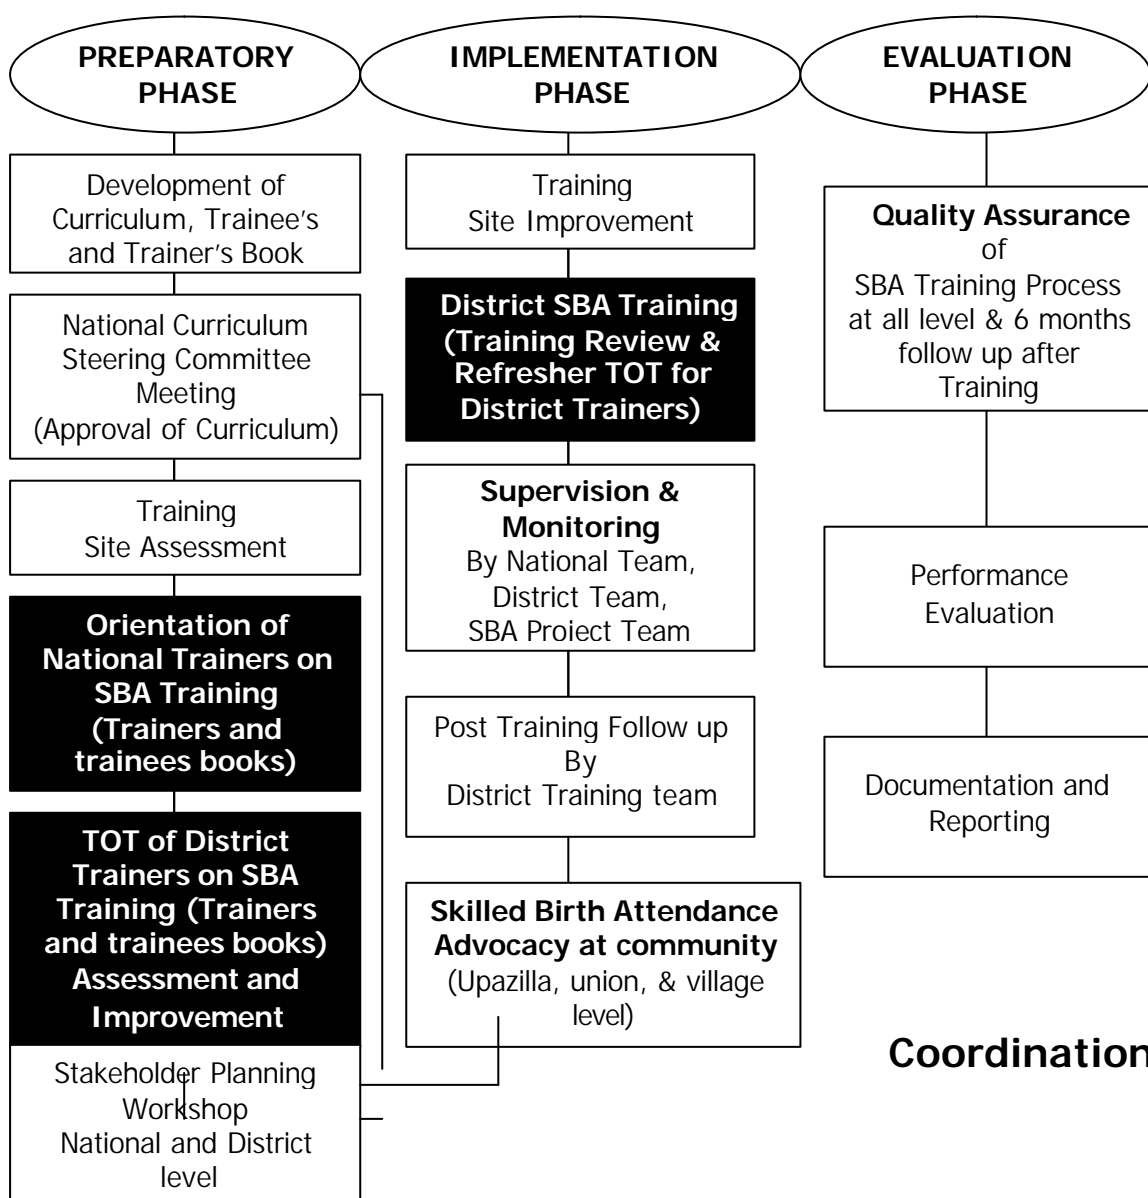 PREPARATORY
PHASE
Development of
Curriculum, Trainee's
and Trainer's Book
National Curriculum
Steering Committee
Meeting
(Approval of Curriculum)
Training
Site Assessment
Orientation of
National Trainers on
SBA Training
(Trainers and
trainees books)
TOT of District
Trainers on SBA
Training (Trainers
and trainees books)
Assessment and
Improvement
Stakeholder Planning
Workshop
National and District
level
IMPLEMENTATION
PHASE
Training
Site Improvement
District SBA Training
(Training Review &
Refresher TOT for
District Trainers)
Supervision &
Monitoring
By National Team,
District Team,
SBA Project Team
Post Training Follow up
By
District Training team
Skilled Birth Attendance
Advocacy at community
(Upazilla, union, & village
level)
EVALUATION
PHASE
Quality Assurance
of
SBA Training Process
at all level & 6 months
follow up after
Training
Performance
Evaluation
Documentation and
Reporting
Coordination